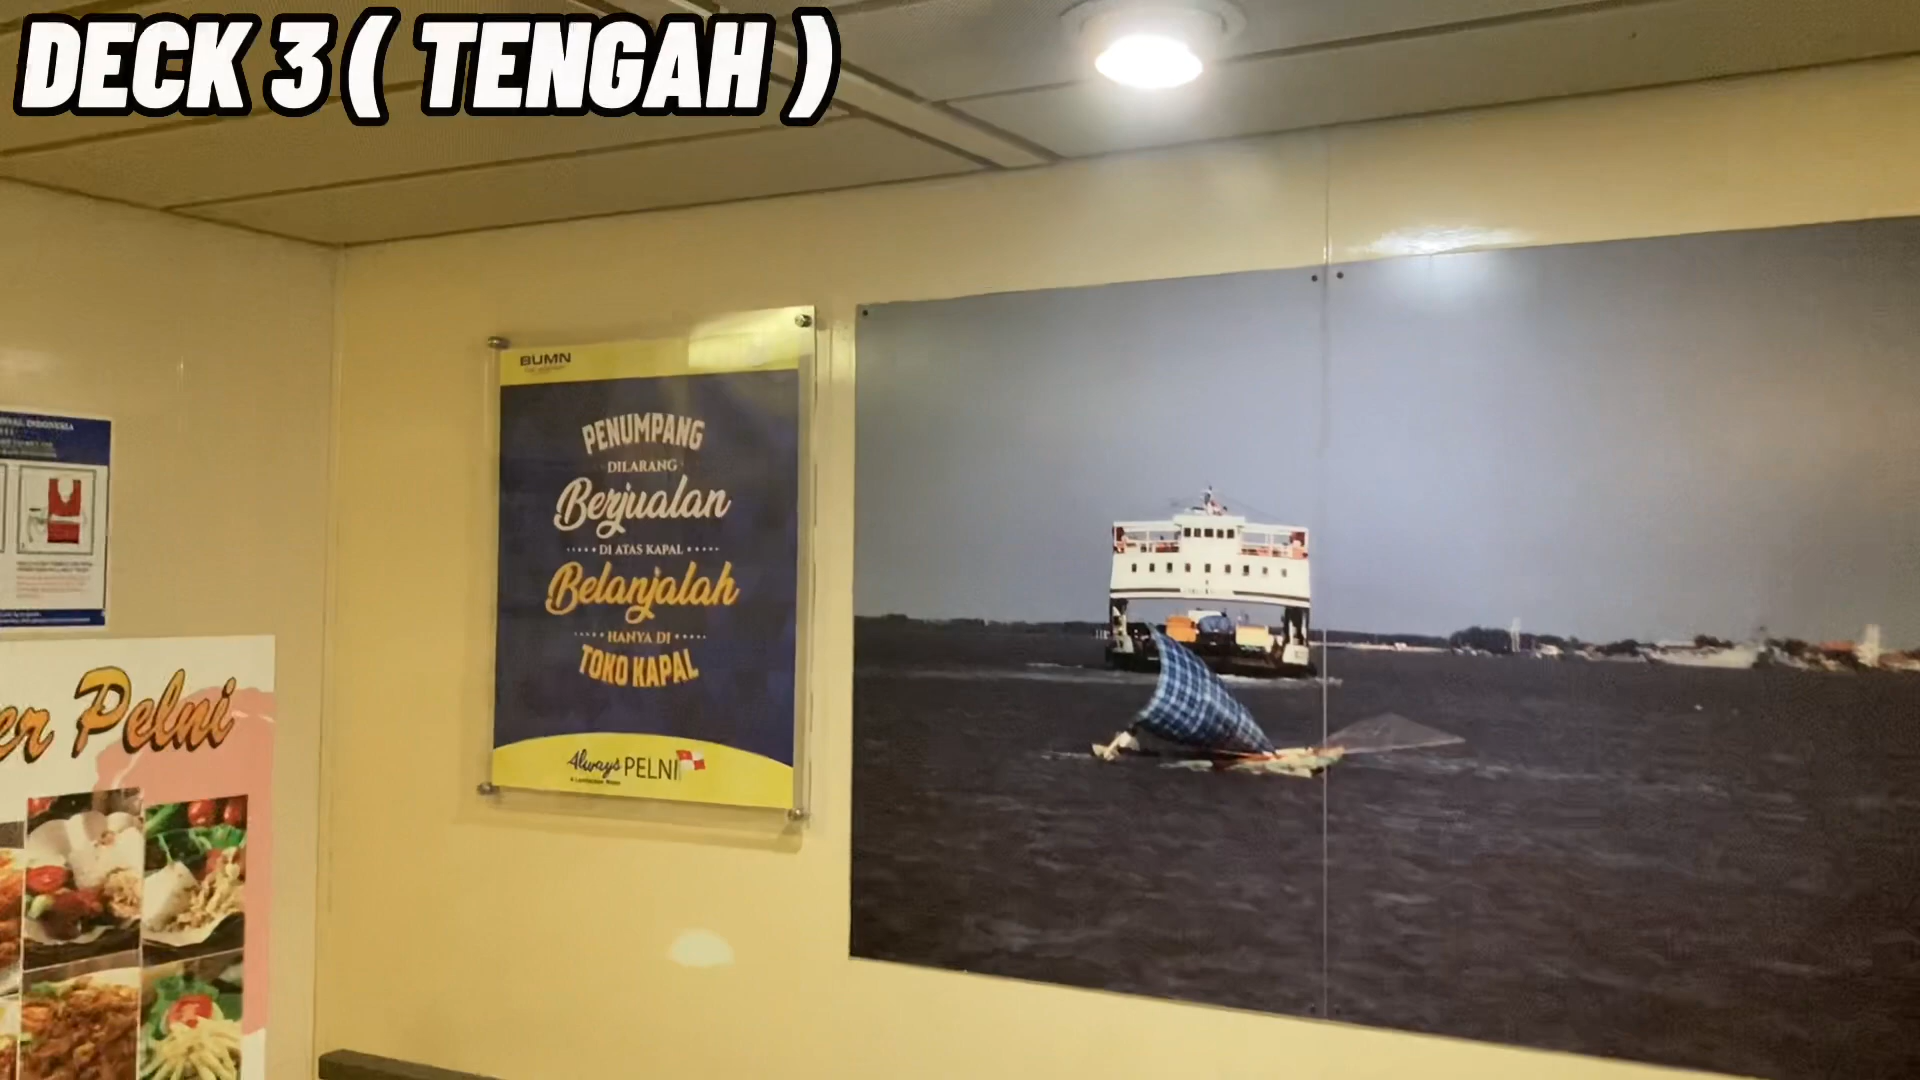 DECK 3 ( TENGAH )
BUMN
PENUMPANG
DILARANG
Berjualan
DI ATAS KAPAL
Belanjalah
HANYA DI
TOKO KAPAL
Always PELNI
INDONESIA
er Pelni